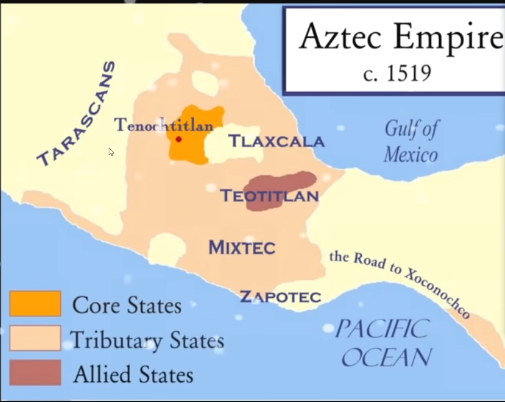 Aztec Empire
c. 1519
TARASCANS
Tenochtitlan
TLAXCALA
Gulf of
Mexico
TEOTITLAN
MIXTEC
the Road to Xoconochco
ZAPOTEC
Core States
Tributary States
Allied States
PACIFIC
OCEAN